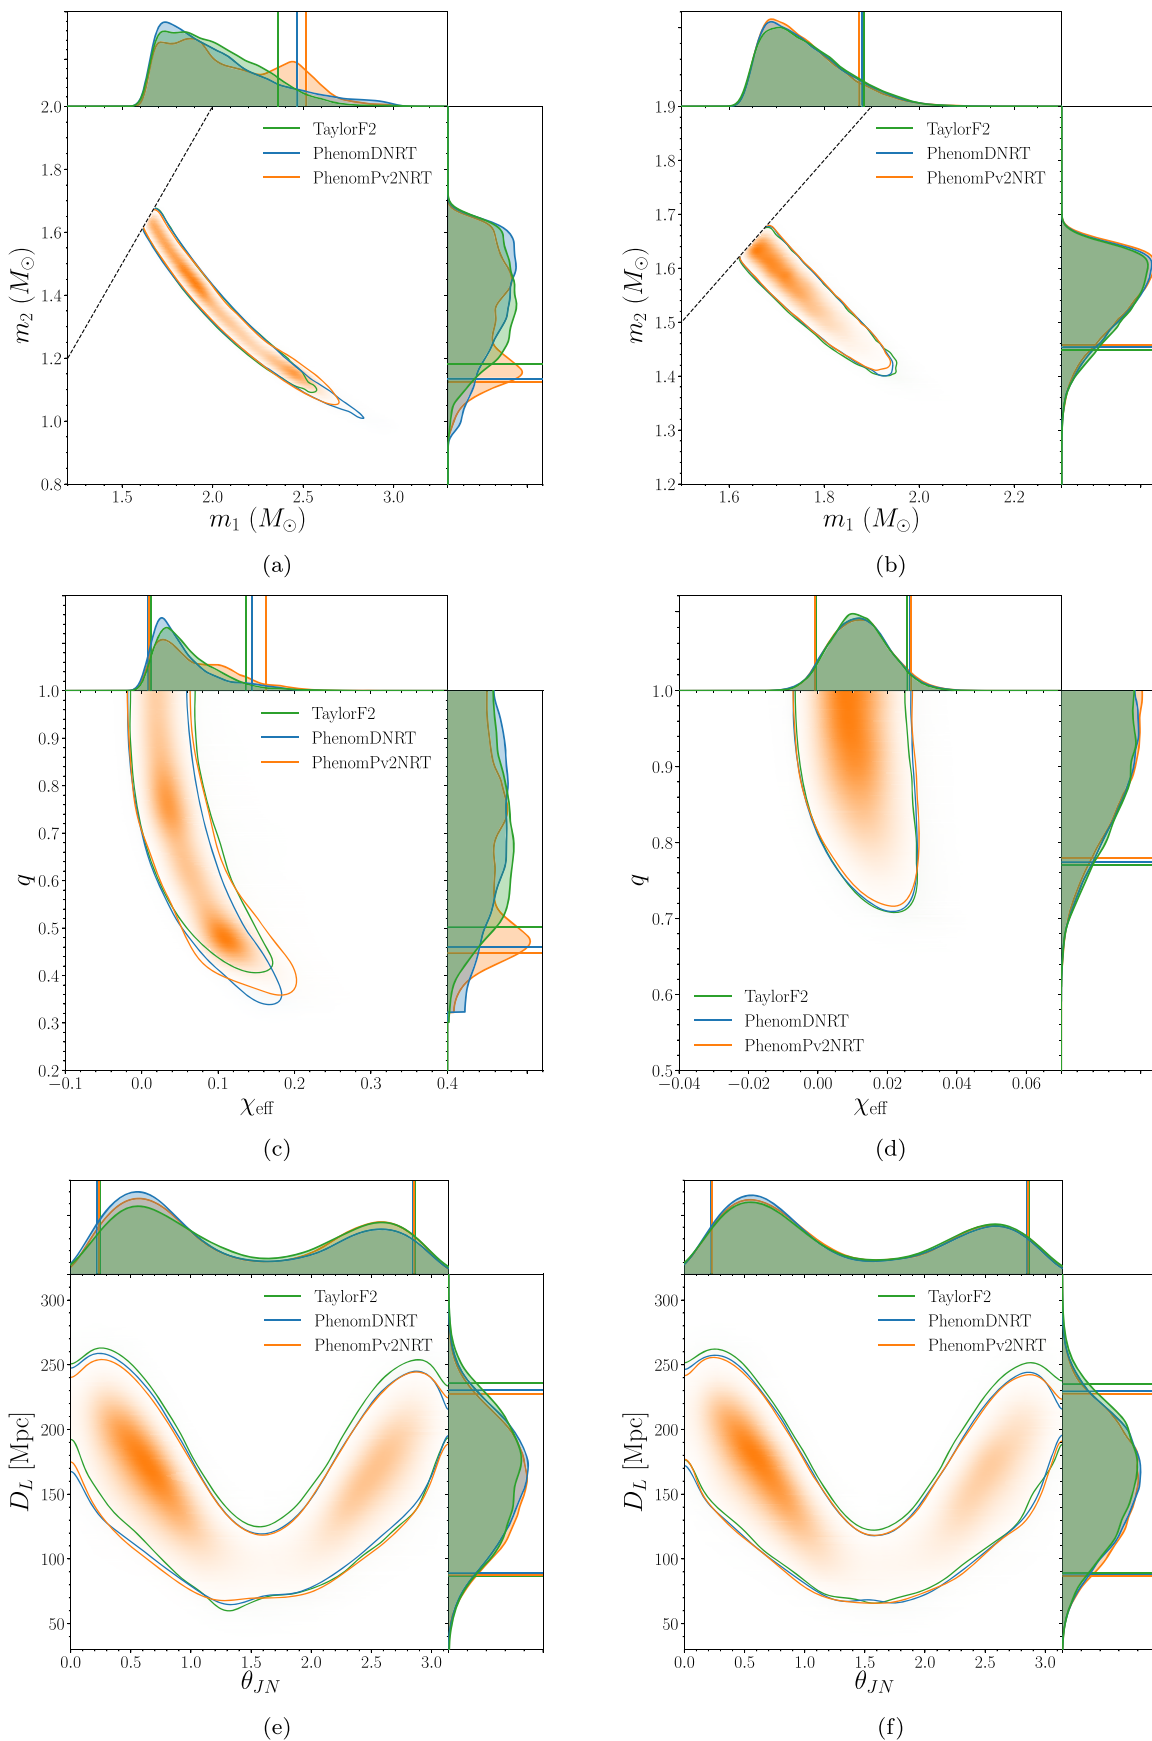 TaylorF2
PhenomDNRT
PhenomPv2NRT
2.0
1.8
1.6
1.4
1.2
1.0
0.8
m₂ (M⊙)
1.5 2.0 2.5 3.0
m₁ (M⊙)
(a)
TaylorF2
PhenomDNRT
PhenomPv2NRT
1.9
1.8
1.7
1.6
1.5
1.4
1.3
1.2
m₂ (M⊙)
1.6 1.8 2.0 2.2
m₁ (M⊙)
(b)
TaylorF2
PhenomDNRT
PhenomPv2NRT
1.0
0.9
0.8
0.7
0.6
0.5
0.4
0.3
0.2
q
−0.1 0.0 0.1 0.2 0.3 0.4
χeff
(c)
1.0
0.9
0.8
0.7
0.6
0.5
q
TaylorF2
PhenomDNRT
PhenomPv2NRT
−0.04 −0.02 0.00 0.02 0.04 0.06
χeff
(d)
TaylorF2
PhenomDNRT
PhenomPv2NRT
300
250
200
150
100
50
D_L [Mpc]
0.0 0.5 1.0 1.5 2.0 2.5 3.0
θ_JN
(e)
TaylorF2
PhenomDNRT
PhenomPv2NRT
300
250
200
150
100
50
D_L [Mpc]
0.0 0.5 1.0 1.5 2.0 2.5 3.0
θ_JN
(f)